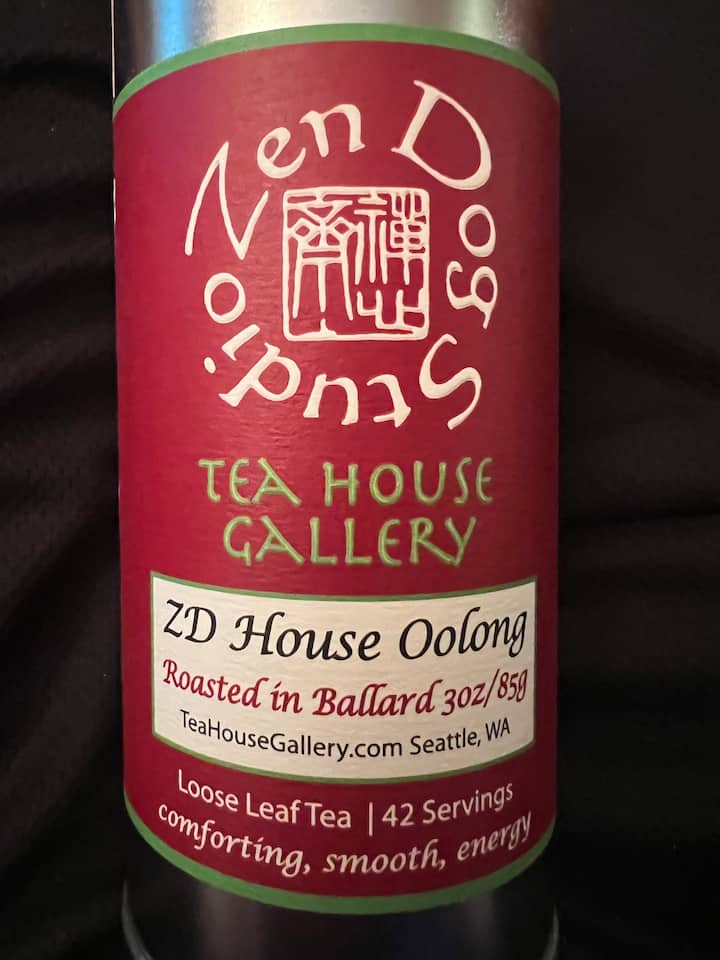 Zen Dog Studio
TEA HOUSE
GALLERY
ZD House Oolong
Roasted in Ballard 3oz/85g
TeaHouseGallery.com Seattle, WA
Loose Leaf Tea | 42 Servings
comforting, smooth, energy